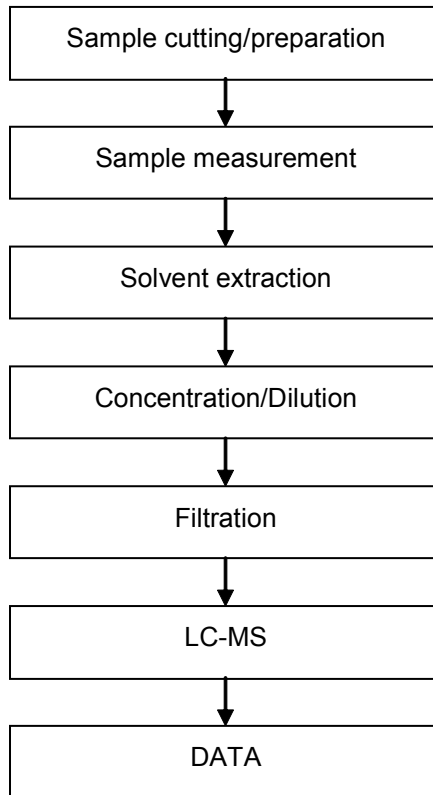 Sample cutting/preparation
Sample measurement
Solvent extraction
Concentration/Dilution
Filtration
LC-MS
DATA